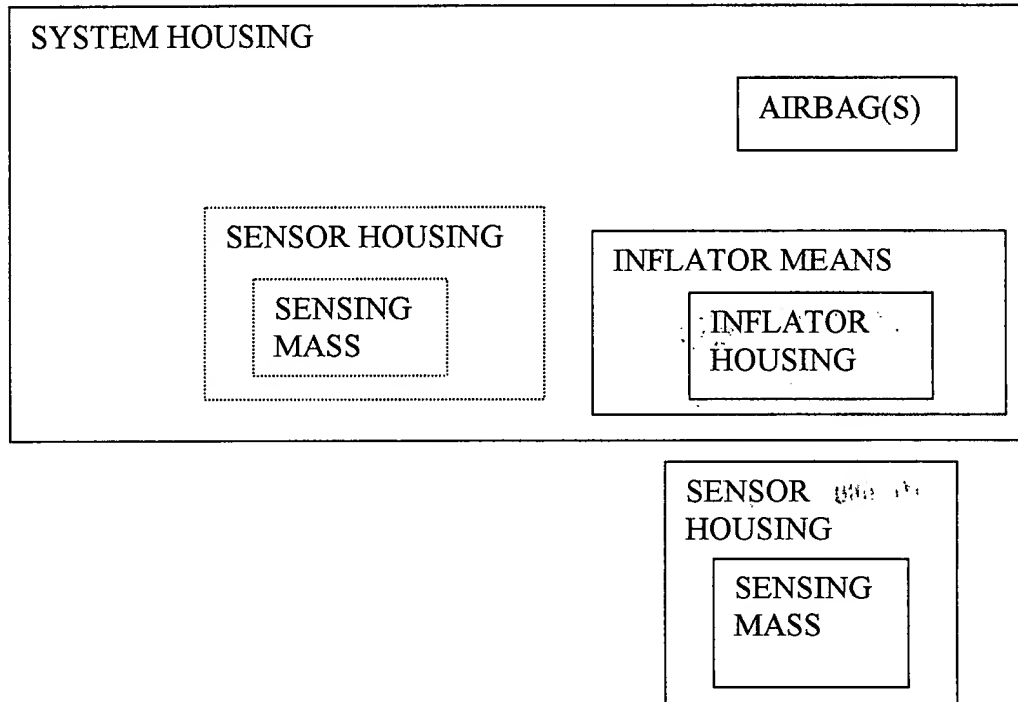 SYSTEM HOUSING
AIRBAG(S)
SENSOR HOUSING
SENSING
MASS
INFLATOR MEANS
INFLATOR
HOUSING
SENSOR
HOUSING
SENSING
MASS